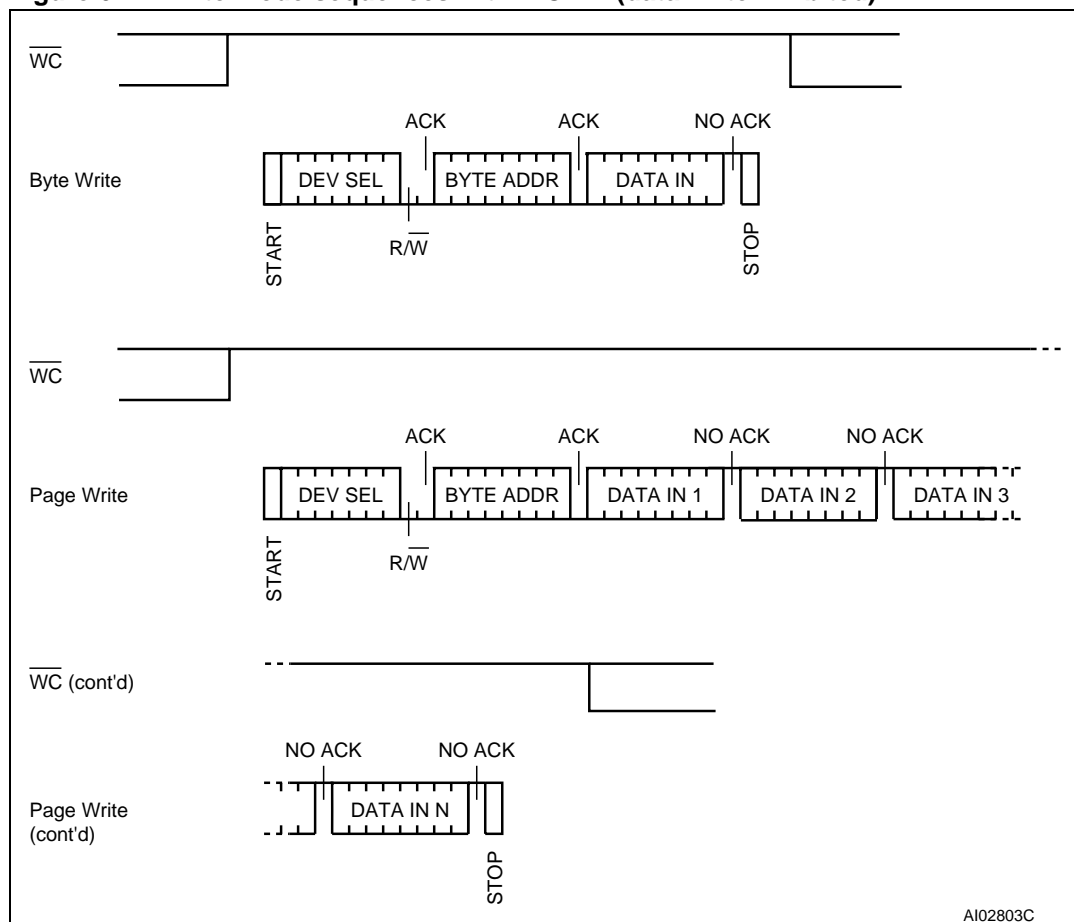 WC
ACK ACK NO ACK
Byte Write DEV SEL BYTE ADDR DATA IN
START R/W STOP
WC
ACK ACK NO ACK NO ACK
Page Write DEV SEL BYTE ADDR DATA IN 1 DATA IN 2 DATA IN 3
START R/W
WC (cont'd)
NO ACK NO ACK
Page Write DATA IN N
(cont'd)
STOP
AI02803C